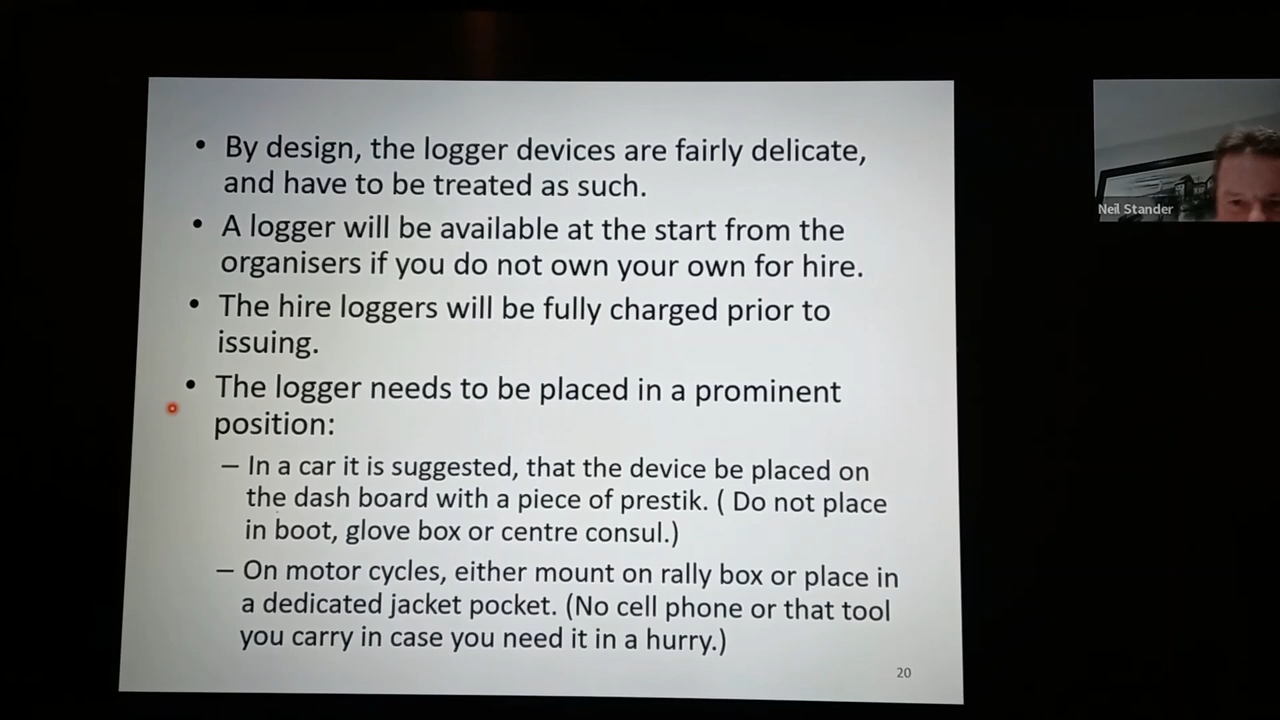 • By design, the logger devices are fairly delicate,
and have to be treated as such.
• A logger will be available at the start from the
organisers if you do not own your own for hire.
• The hire loggers will be fully charged prior to
issuing.
• The logger needs to be placed in a prominent
position:
– In a car it is suggested, that the device be placed on
the dash board with a piece of prestik. ( Do not place
in boot, glove box or centre consul.)
– On motor cycles, either mount on rally box or place in
a dedicated jacket pocket. (No cell phone or that tool
you carry in case you need it in a hurry.)
20
Neil Stander